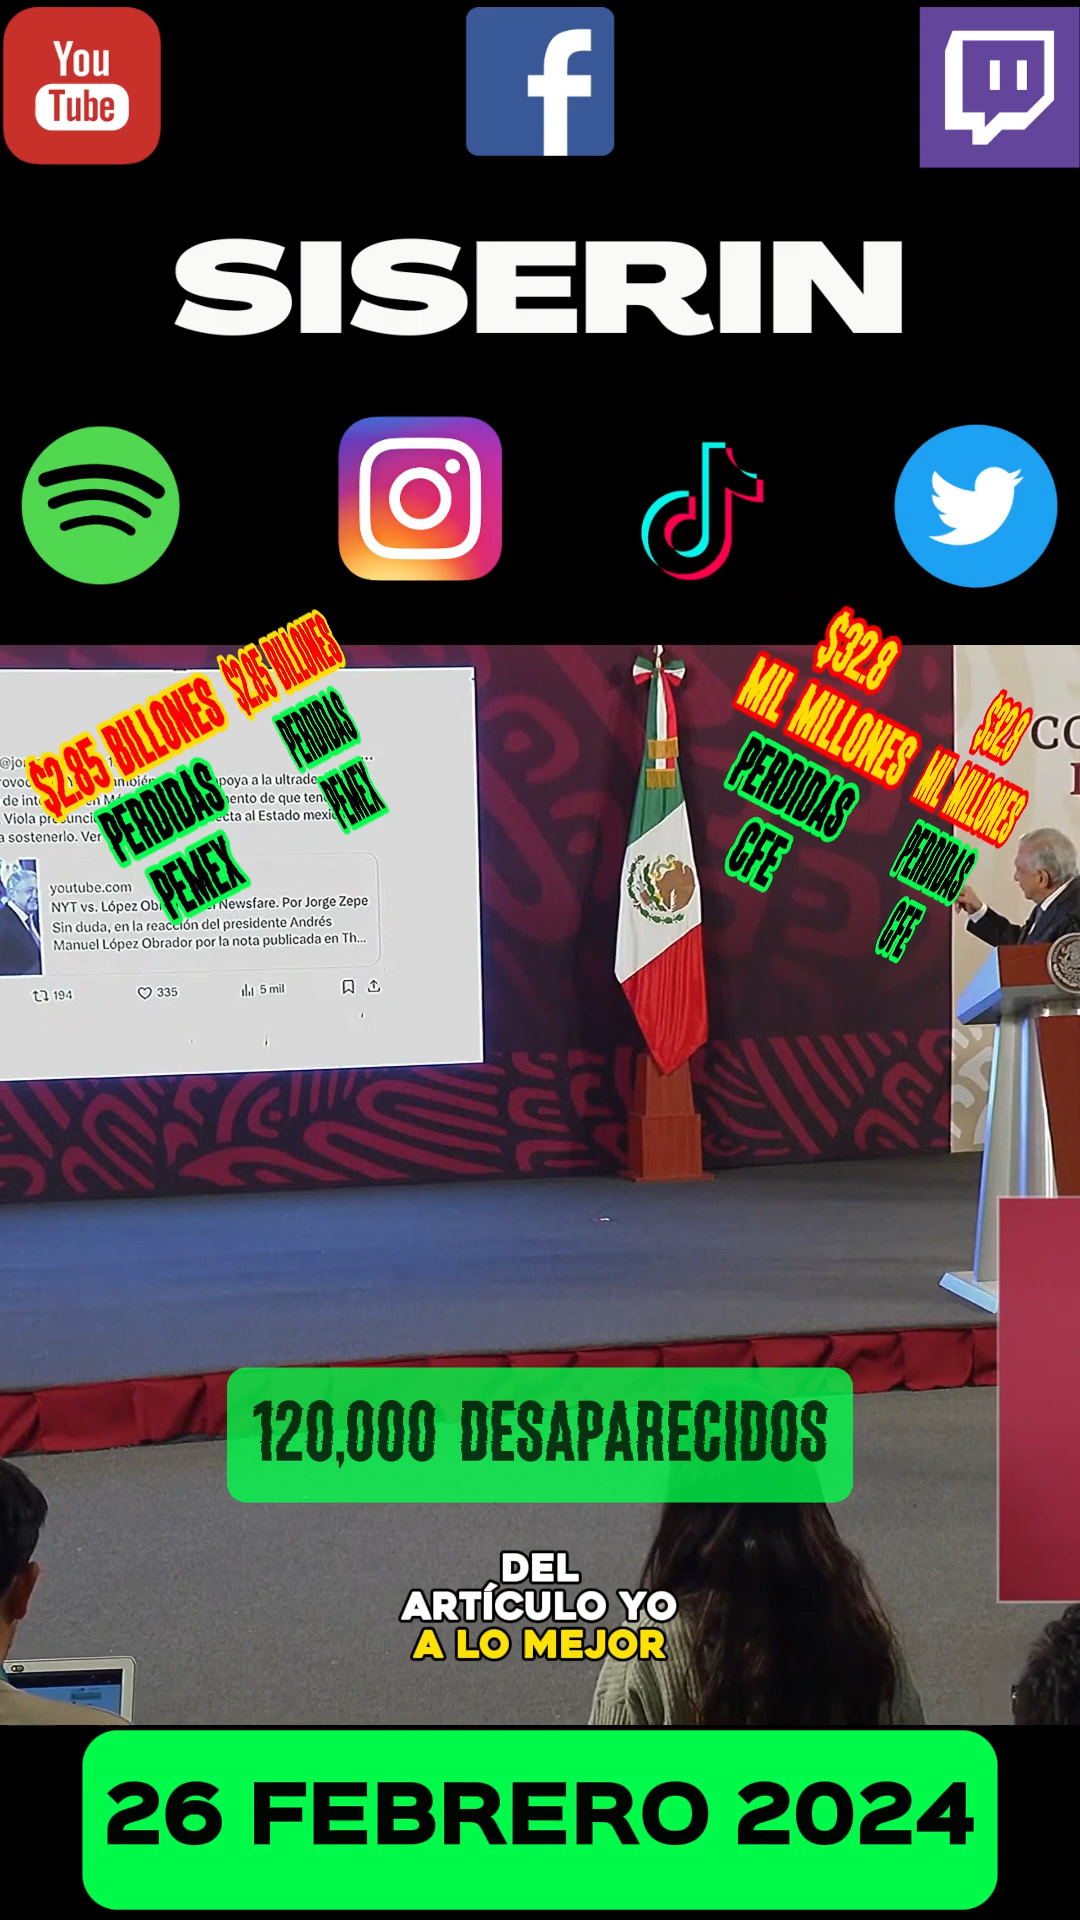 You
Tube
SISERIN
$2.85 BILLONES
PERDIDAS
PEMEX
$2.85 BILLONES
PERDIDAS
PEMEX
$32.8
MIL MILLONES
PERDIDAS
CFE
$32.8
MIL MILLONES
PERDIDAS
CFE
CO
a sostenerlo. Ver
youtube.com
NYT vs. López Newsfare. Por Jorge Zepe
Sin duda, en la reacción del presidente Andrés
Manuel López Obrador por la nota publicada en Th...
194 335 5 mil
120,000 DESAPARECIDOS
DEL
ARTÍCULO YO
A LO MEJOR
26 FEBRERO 2024